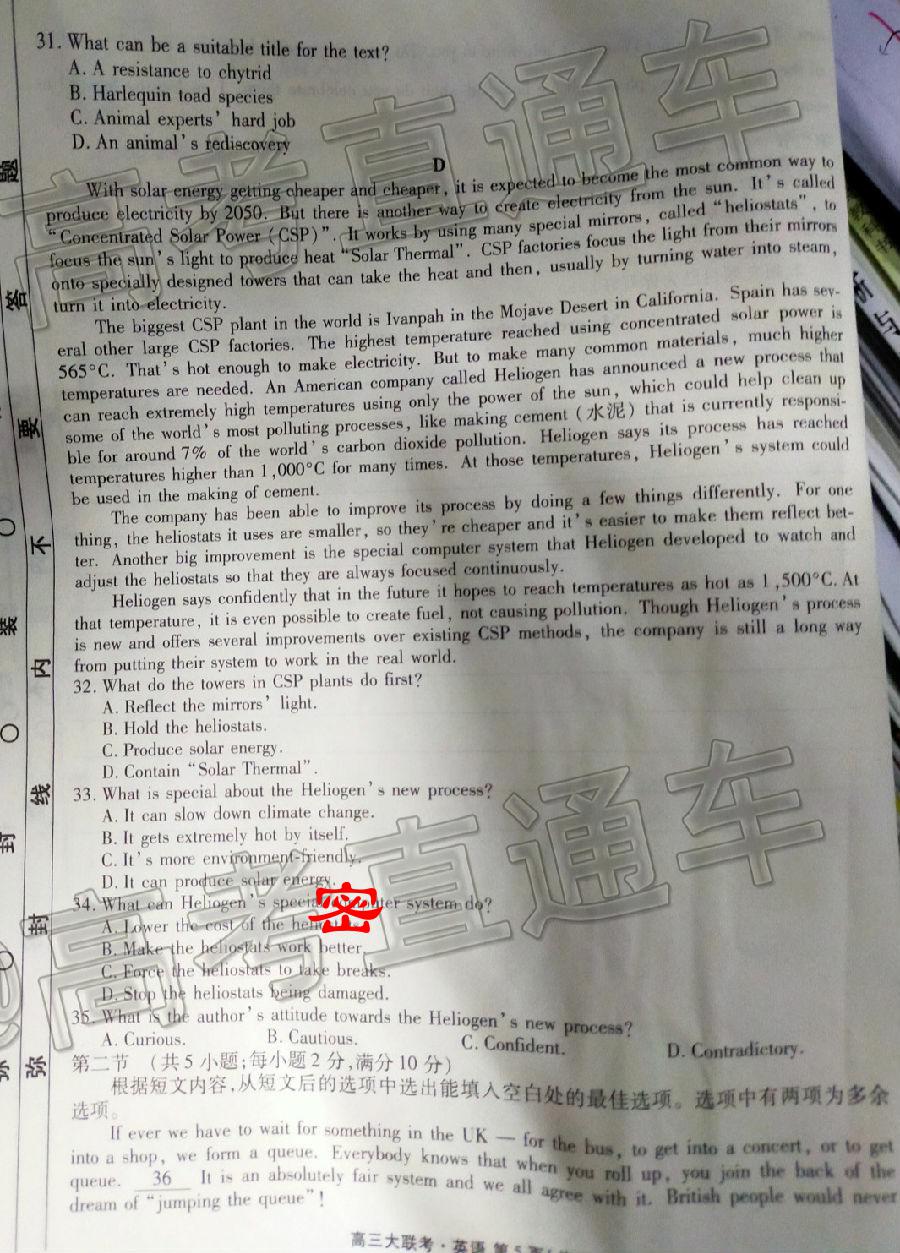 31. What can be a suitable title for the text?
A. A resistance to chytrid
B. Harlequin toad species
C. Animal experts' hard job
D. An animal's rediscovery
D
With solar energy getting cheaper and cheaper, it is expected to become the most common way to
produce electricity by 2050. But there is another way to create electricity from the sun. It's called
"Concentrated Solar Power (CSP)". It works by using many special mirrors, called "heliostats", to
focus the sun's light to produce heat "Solar Thermal". CSP factories focus the light from their mirrors
onto specially designed towers that can take the heat and then, usually by turning water into steam,
turn it into electricity.
The biggest CSP plant in the world is Ivanpah in the Mojave Desert in California. Spain has sev-
eral other large CSP factories. The highest temperature reached using concentrated solar power is
565°C. That's hot enough to make electricity. But to make many common materials, much higher
temperatures are needed. An American company called Heliogen has announced a new process that
can reach extremely high temperatures using only the power of the sun, which could help clean up
some of the world's most polluting processes, like making cement (水泥) that is currently responsi-
ble for around 7% of the world's carbon dioxide pollution. Heliogen says its process has reached
temperatures higher than 1,000°C for many times. At those temperatures, Heliogen's system could
be used in the making of cement.
The company has been able to improve its process by doing a few things differently. For one
thing, the heliostats it uses are smaller, so they're cheaper and it's easier to make them reflect bet-
ter. Another big improvement is the special computer system that Heliogen developed to watch and
adjust the heliostats so that they are always focused continuously.
Heliogen says confidently that in the future it hopes to reach temperatures as hot as 1,500°C. At
that temperature, it is even possible to create fuel, not causing pollution. Though Heliogen's process
is new and offers several improvements over existing CSP methods, the company is still a long way
from putting their system to work in the real world.
32. What do the towers in CSP plants do first?
A. Reflect the mirrors' light.
B. Hold the heliostats.
C. Produce solar energy.
D. Contain "Solar Thermal".
33. What is special about the Heliogen's new process?
A. It can slow down climate change.
B. It gets extremely hot by itself.
C. It's more environment-friendly.
D. It can produce solar energy.
34. What can Heliogen's special computer system do?
A. Lower the cost of the heliostats.
B. Make the heliostats work better.
C. Force the heliostats to take breaks.
D. Stop the heliostats being damaged.
35. What is the author's attitude towards the Heliogen's new process?
A. Curious. B. Cautious. C. Confident. D. Contradictory.
第二节 (共5小题;每小题2分,满分10分)
根据短文内容,从短文后的选项中选出能填入空白处的最佳选项。选项中有两项为多余
选项。
If ever we have to wait for something in the UK — for the bus, to get into a concert, or to get
into a shop, we form a queue. Everybody knows that when you roll up, you join the back of the
queue. 36 It is an absolutely fair system and we all agree with it. British people would never
dream of "jumping the queue"!
高三大联考·英语 第5页
题
答
要
不
内
线
封
弥
装
封
密
高考直通车
@高考直通车